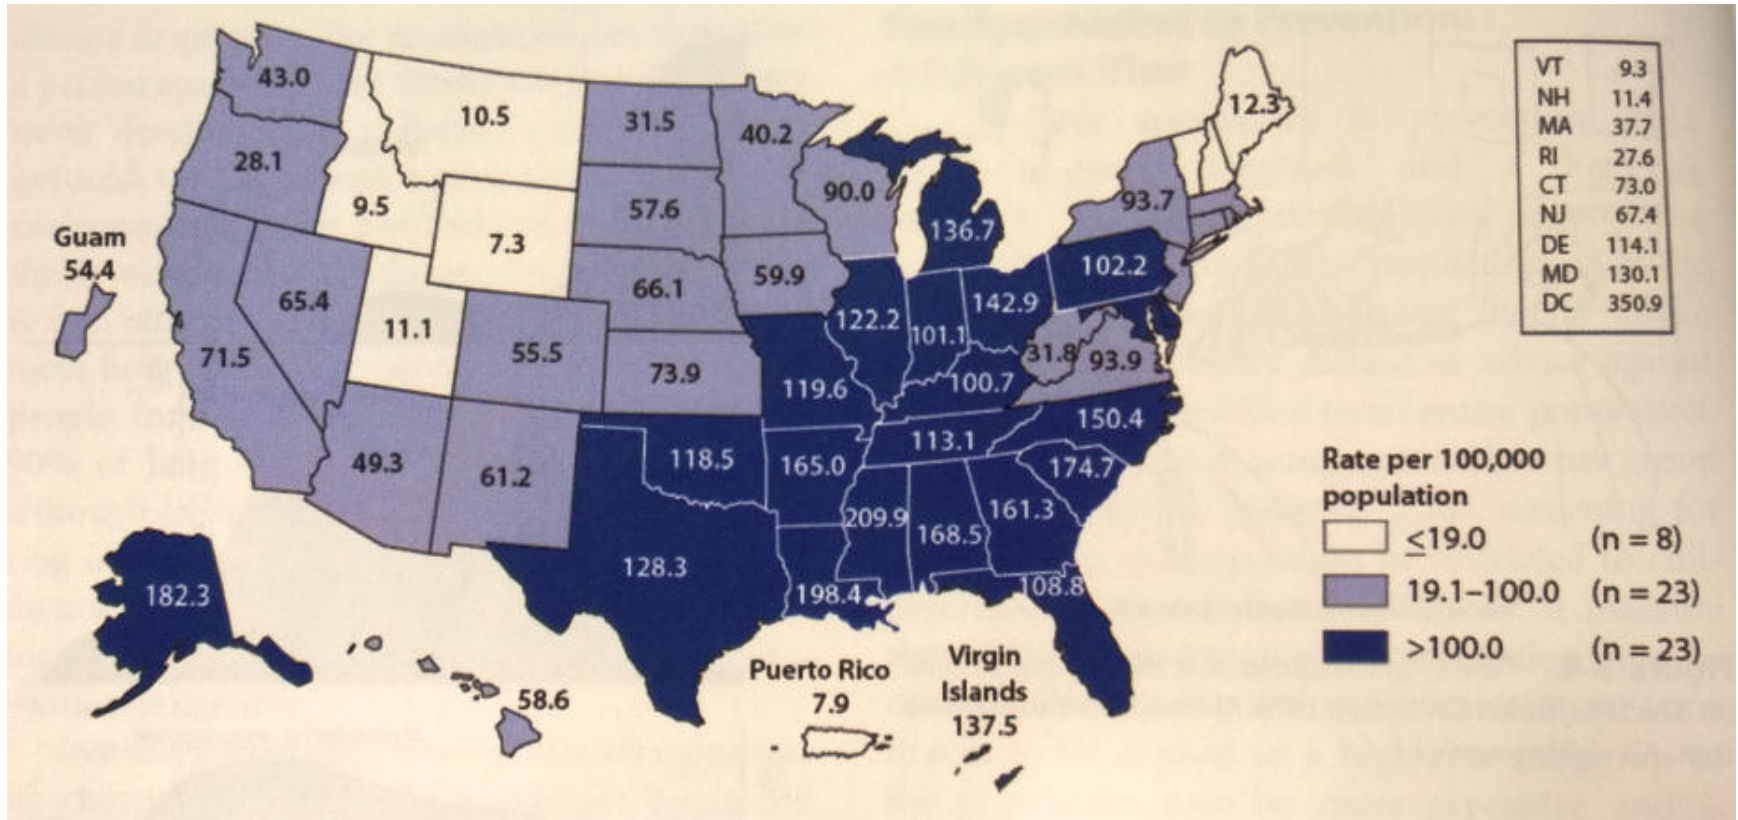 43.0
10.5
31.5
40.2
28.1
9.5
7.3
57.6
90.0
136.7
93.7
12.3
VT 9.3
NH 11.4
MA 37.7
RI 27.6
CT 73.0
NJ 67.4
DE 114.1
MD 130.1
DC 350.9
Guam
54.4
65.4
11.1
66.1
59.9
102.2
71.5
55.5
73.9
122.2
101.1
142.9
119.6
100.7
31.8
93.9
49.3
61.2
118.5
165.0
113.1
150.4
174.7
209.9
168.5
161.3
128.3
198.4
108.8
182.3
58.6
Puerto Rico
7.9
Virgin
Islands
137.5
Rate per 100,000
population
≤19.0 (n = 8)
19.1–100.0 (n = 23)
>100.0 (n = 23)